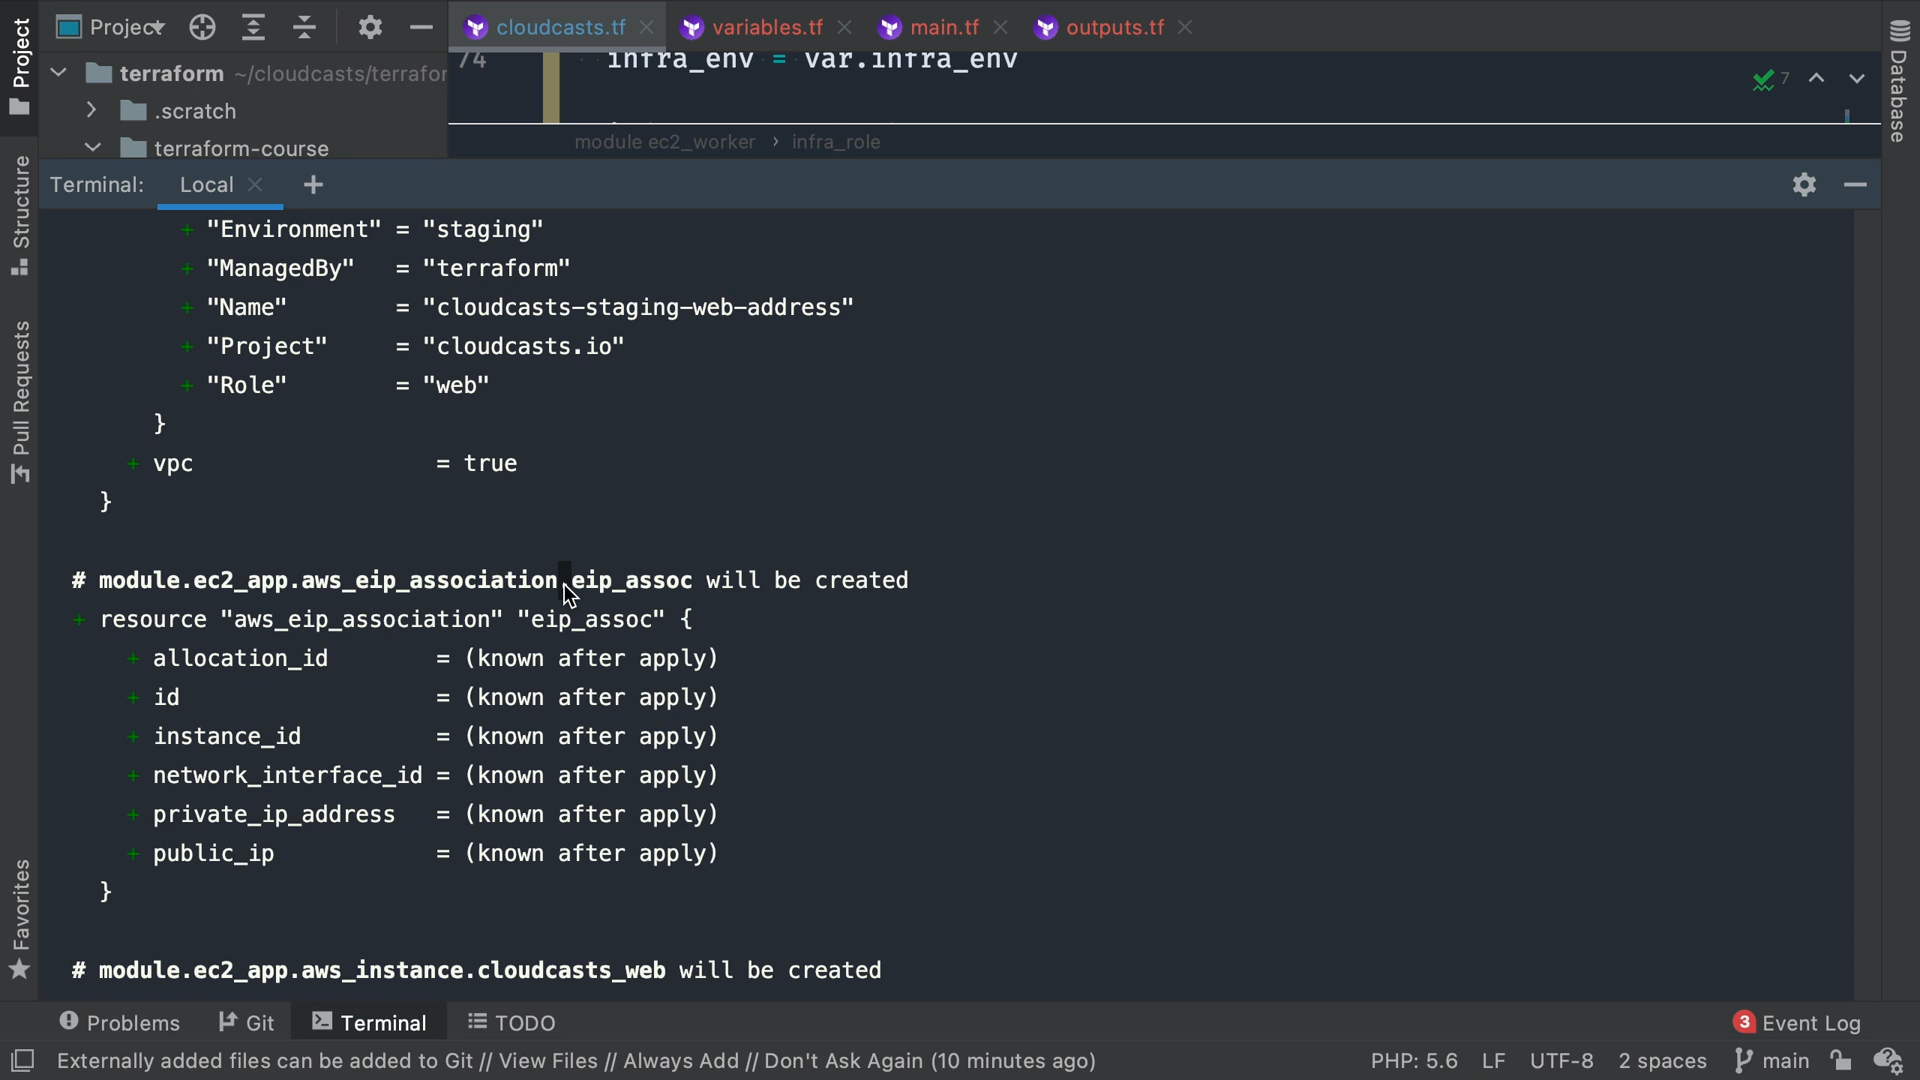 Project
cloudcasts.tf
variables.tf
main.tf
outputs.tf
Project
terraform ~/cloudcasts/terrafor
.scratch
terraform-course
74
infra_env = var.infra_env
7
module ec2_worker › infra_role
Database
Terminal:
Local
+
Structure
Pull Requests
Favorites
+ "Environment" = "staging"
+ "ManagedBy" = "terraform"
+ "Name" = "cloudcasts-staging-web-address"
+ "Project" = "cloudcasts.io"
+ "Role" = "web"
}
+ vpc = true
}
# module.ec2_app.aws_eip_association.eip_assoc will be created
+ resource "aws_eip_association" "eip_assoc" {
+ allocation_id = (known after apply)
+ id = (known after apply)
+ instance_id = (known after apply)
+ network_interface_id = (known after apply)
+ private_ip_address = (known after apply)
+ public_ip = (known after apply)
}
# module.ec2_app.aws_instance.cloudcasts_web will be created
Problems
Git
Terminal
TODO
3 Event Log
Externally added files can be added to Git // View Files // Always Add // Don't Ask Again (10 minutes ago)
PHP: 5.6
LF
UTF-8
2 spaces
main